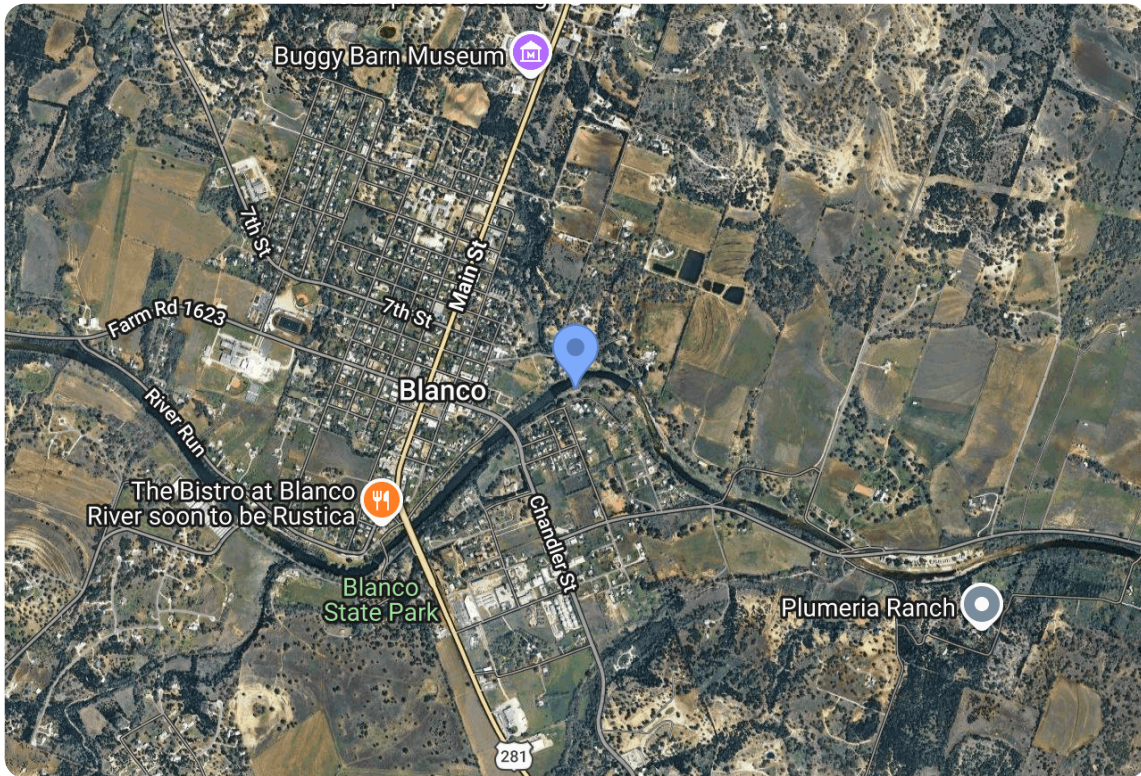 Buggy Barn Museum
7th St
Main St
7th St
Farm Rd 1623
Blanco
River Run
The Bistro at Blanco
River soon to be Rustica
Chandler St
Blanco
State Park
Plumeria Ranch
281